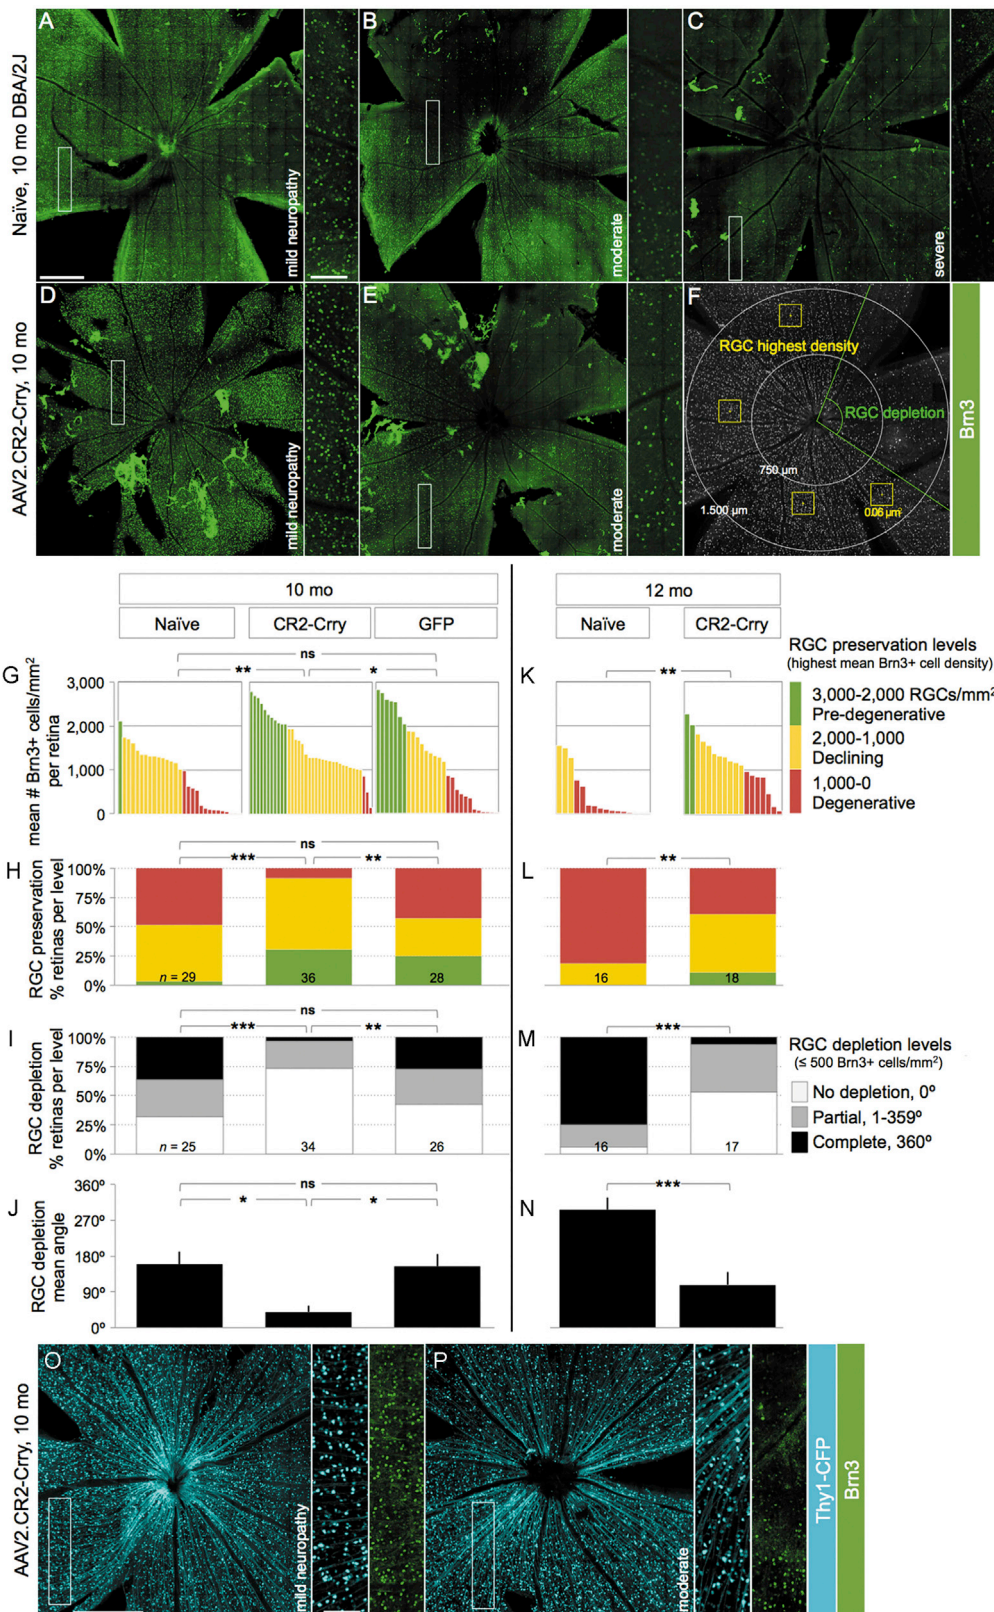 A
B
C
Naïve, 10 mo DBA/2J
mild neuropathy
moderate
severe
D
E
F
AAV2.CR2-Crry, 10 mo
mild neuropathy
moderate
RGC highest density
RGC depletion
750 µm
1.500 µm
0.06 µm²
Brn3
10 mo
12 mo
Naïve
CR2-Crry
GFP
Naïve
CR2-Crry
G
mean # Brn3+ cells/mm²
per retina
3,000
2,000
1,000
0
ns
**
*
K
**
RGC preservation levels
(highest mean Brn3+ cell density)
3,000-2,000 RGCs/mm²
Pre-degenerative
2,000-1,000
Declining
1,000-0
Degenerative
H
RGC preservation
% retinas per level
100%
75%
50%
25%
0%
ns
***
**
n = 29
36
28
L
**
16
18
I
RGC depletion
% retinas per level
100%
75%
50%
25%
0%
ns
***
**
n = 25
34
26
M
***
16
17
RGC depletion levels
(≤ 500 Brn3+ cells/mm²)
No depletion, 0º
Partial, 1-359º
Complete, 360º
J
RGC depletion
mean angle
360º
270º
180º
90º
0º
ns
*
*
N
***
O
P
AAV2.CR2-Crry, 10 mo
mild neuropathy
moderate
Thy1-CFP
Brn3